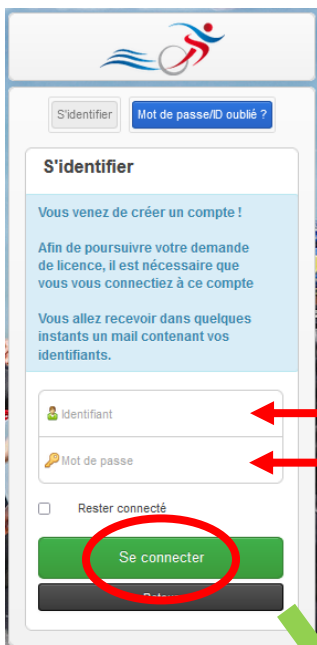 S'identifier
Mot de passe/ID oublié ?
S'identifier
Vous venez de créer un compte !
Afin de poursuivre votre demande
de licence, il est nécessaire que
vous vous connectiez à ce compte
Vous allez recevoir dans quelques
instants un mail contenant vos
identifiants.
Identifiant
Mot de passe
Rester connecté
Se connecter